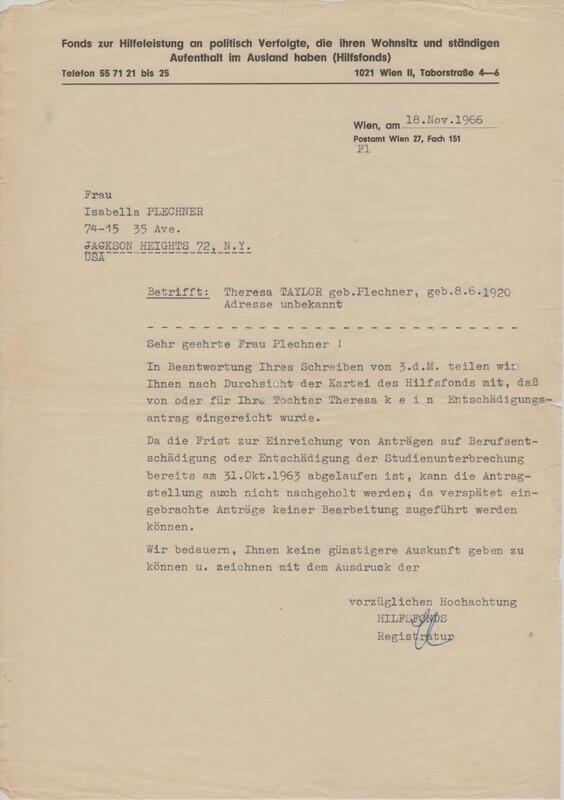 Fonds zur Hilfeleistung an politisch Verfolgte, die ihren Wohnsitz und ständigen
Aufenthalt im Ausland haben (Hilfsfonds)
Telefon 55 71 21 bis 25 1021 Wien II, Taborstraße 4—6
Wien, am 18.Nov.1966
Postamt Wien 27, Fach 151
Fl
Frau
Isabella PLECHNER
74-15 35 Ave.
JACKSON HEIGHTS 72, N.Y.
USA
Betrifft: Theresa TAYLOR geb.Plechner, geb.8.6.1920
Adresse unbekannt
Sehr geehrte Frau Plechner !
In Beantwortung Ihres Schreiben vom 3.d.M. teilen wir
Ihnen nach Durchsicht der Kartei des Hilfsfonds mit, daß
von oder für Ihre Tochter Theresa k e i n Entschädigungs-
antrag eingereicht wurde.
Da die Frist zur Einreichung von Anträgen auf Berufsent-
schädigung oder Entschädigung der Studienunterbrechung
bereits am 31.Okt.1963 abgelaufen ist, kann die Antrag-
stellung auch nicht nachgeholt werden; da verspätet ein-
gebrachte Anträge keiner Bearbeitung zugeführt werden
können.
Wir bedauern, Ihnen keine günstigere Auskunft geben zu
können u. zeichnen mit dem Ausdruck der
vorzüglichen Hochachtung
HILFSFONDS
Registratur